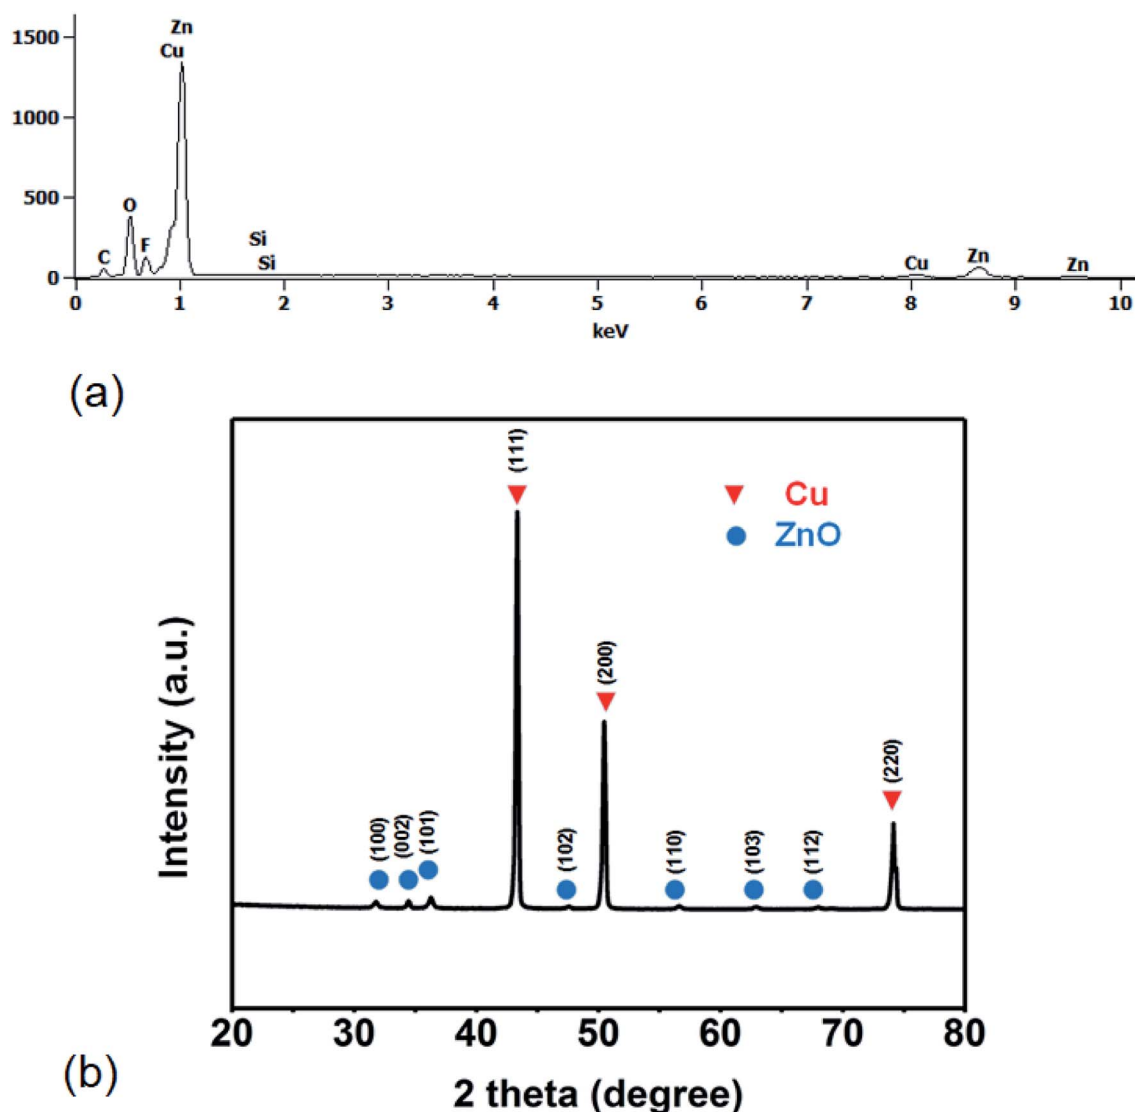 1500
1000
500
0
Zn
Cu
O
F
C
Si
Si
Cu
Zn
Zn
0 1 2 3 4 5 6 7 8 9 10
keV
(a)
Intensity (a.u.)
(111)
Cu
ZnO
(200)
(220)
(100)
(002)
(101)
(102)
(110)
(103)
(112)
20 30 40 50 60 70 80
2 theta (degree)
(b)